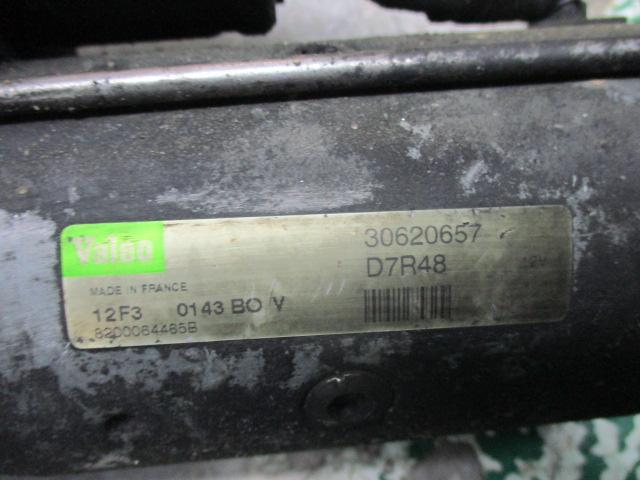 Valeo
30620657
D7R48 12V
MADE IN FRANCE
12F3 0143 BO V
8200064465B